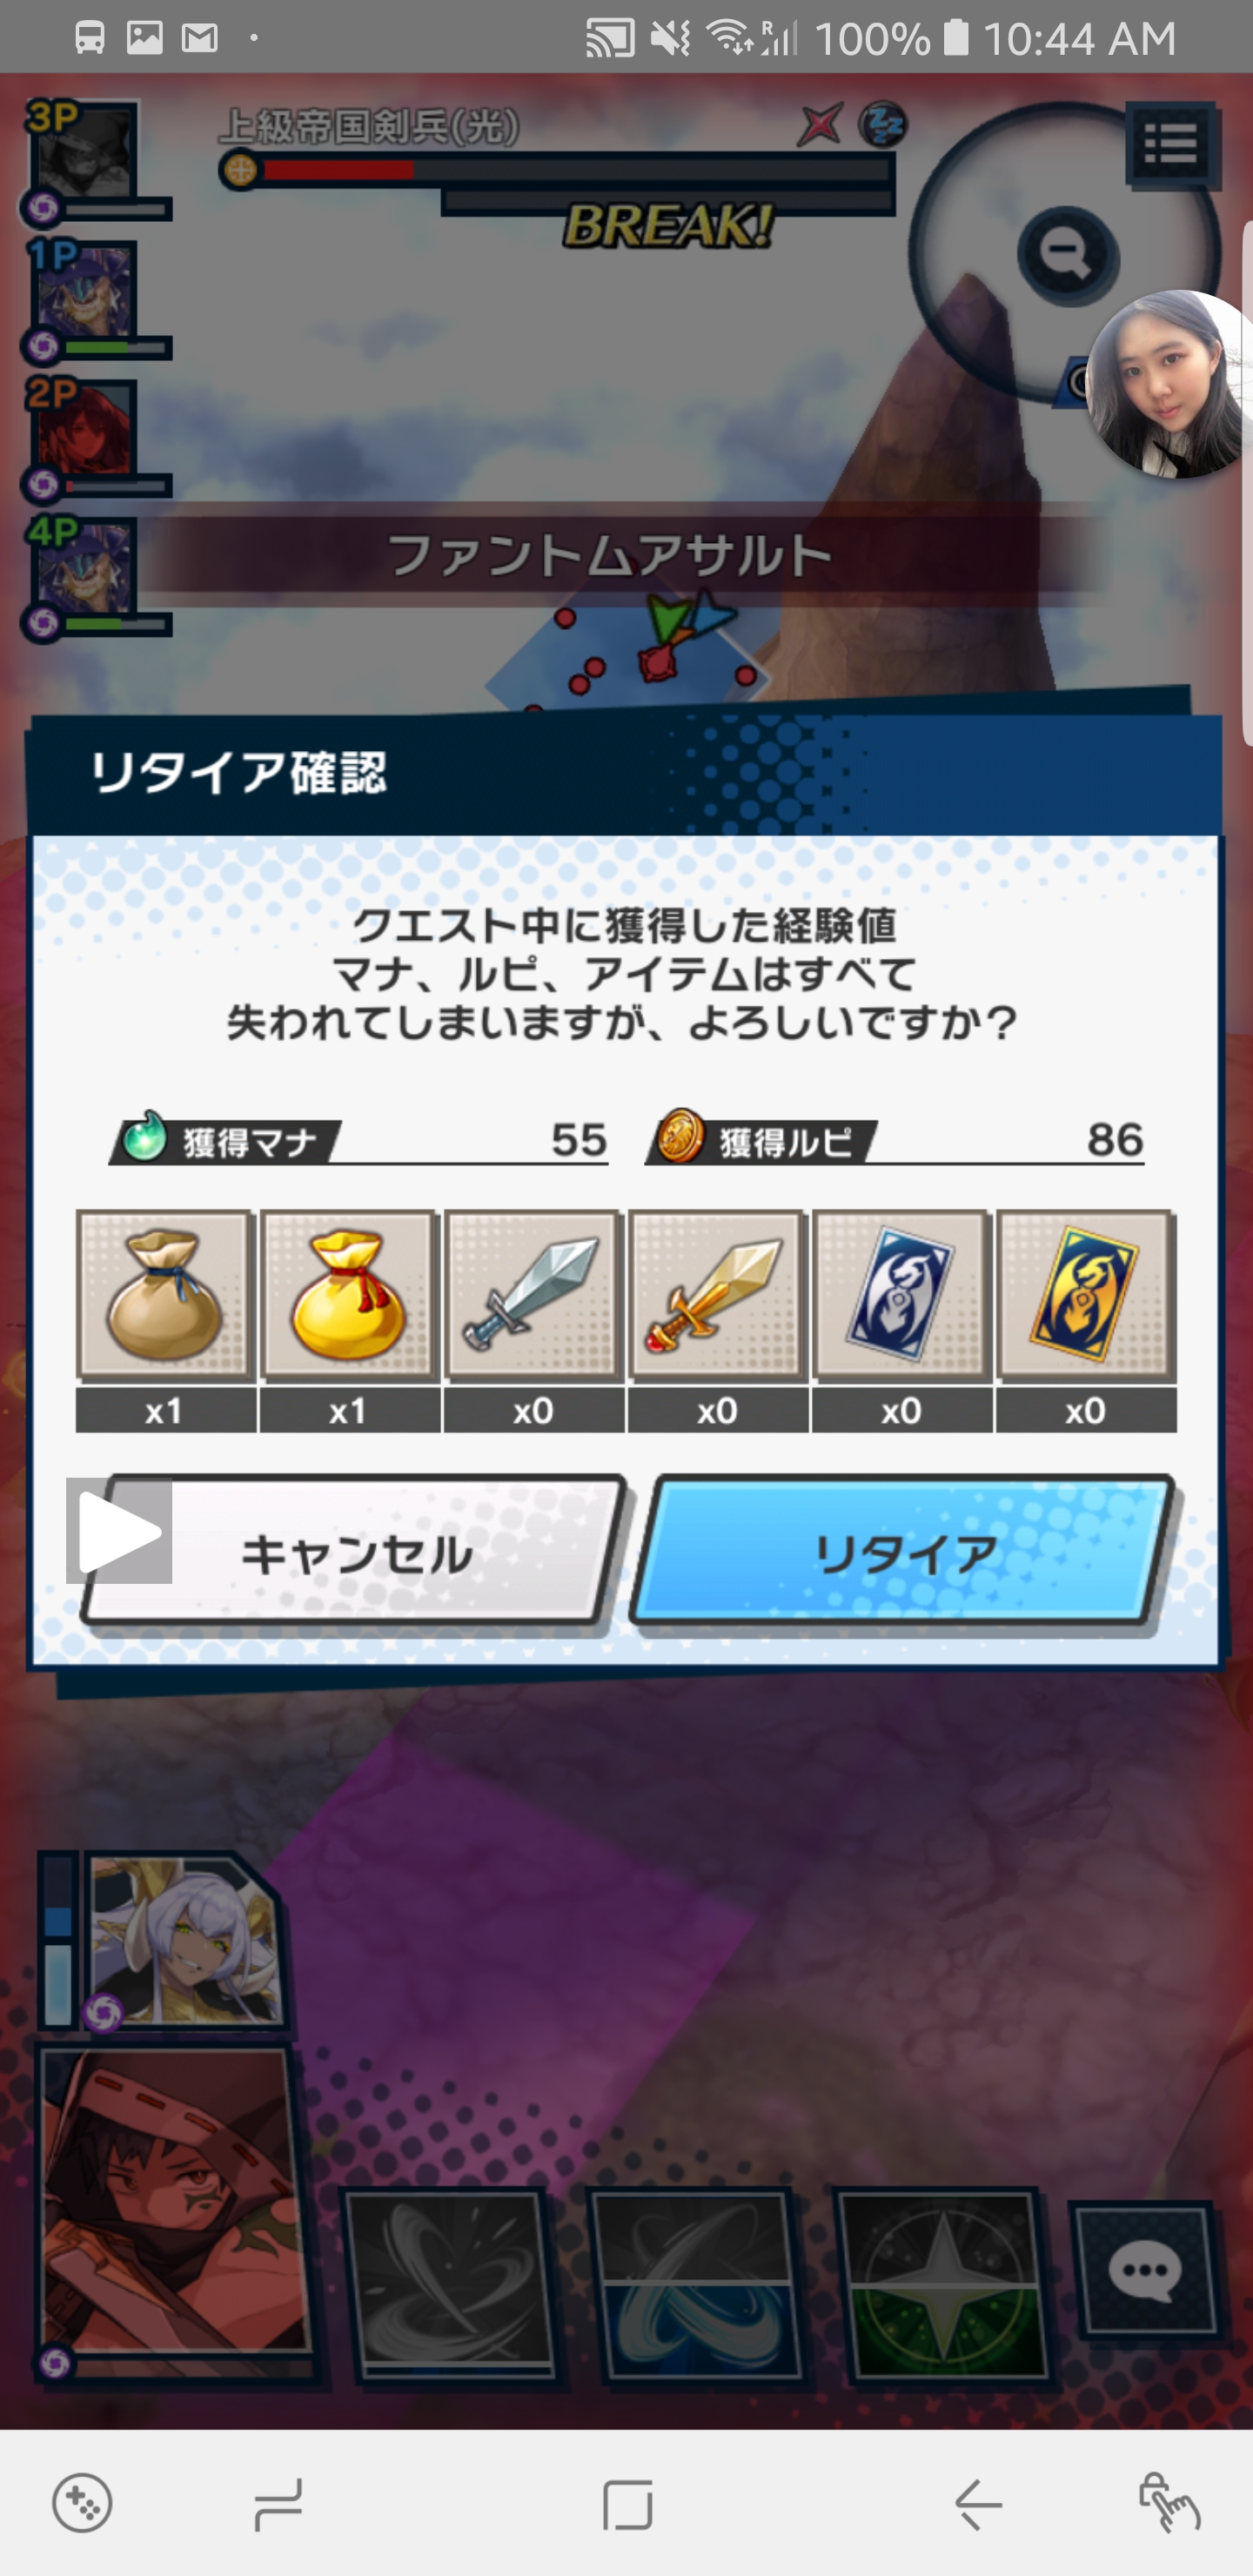 100% 10:44 AM
3P
上級帝国剣兵(光)
BREAK!
1P
2P
4P
ファントムアサルト
リタイア確認
クエスト中に獲得した経験値
マナ、ルピ、アイテムはすべて
失われてしまいますが、よろしいですか？
獲得マナ 55 獲得ルピ 86
x1 x1 x0 x0 x0 x0
キャンセル リタイア